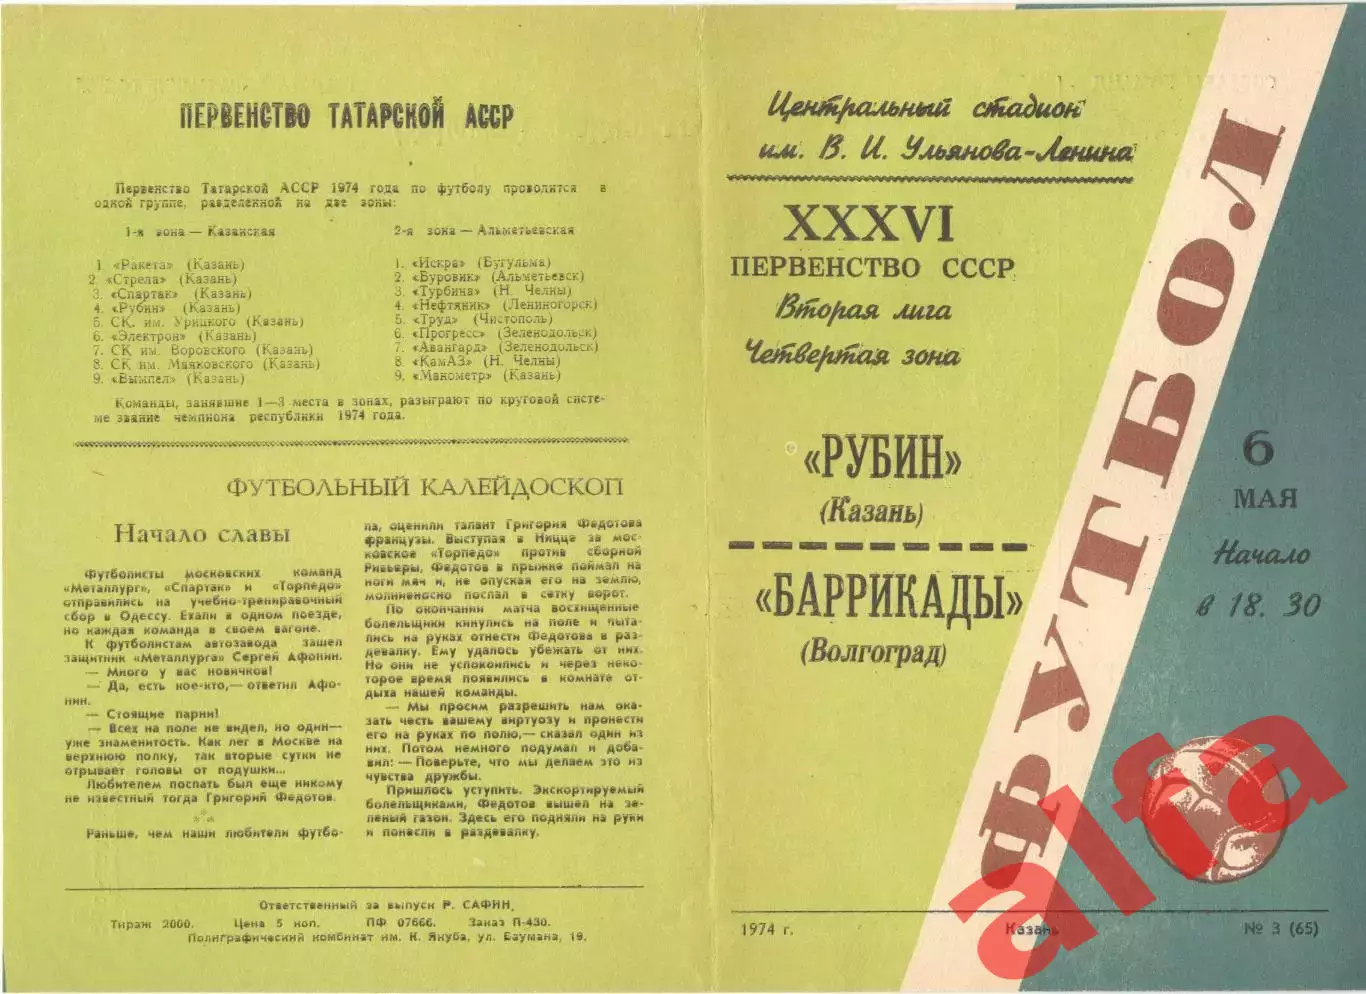 ПЕРВЕНСТВО ТАТАРСКОЙ АССР
Первенство Татарской АССР 1974 года по футболу проводится в
одной группе, разделенной на две зоны:
1-я зона — Казанская
1 «Ракета» (Казань)
2. «Стрела» (Казань)
3. «Спартак» (Казань)
4. «Рубин» (Казань)
5. СК. им. Урицкого (Казань)
6. «Электрон» (Казань)
7. СК им. Воровского (Казань)
8. СК им. Маяковского (Казань)
9. «Вымпел» (Казань)
2-я зона — Альметьевская
1. «Искра» (Бугульма)
2. «Буровик» (Альметьевск)
3. «Турбина» (Н. Челны)
4. «Нефтяник» (Лениногорск)
5. «Труд» (Чистополь)
6. «Прогресс» (Зеленодольск)
7. «Авангард» (Зеленодольск)
8. «КамАЗ» (Н. Челны)
9. «Манометр» (Казань)
Команды, занявшие 1—3 места в зонах, разыграют по круговой систе-
ме звание чемпиона республики 1974 года.
ФУТБОЛЬНЫЙ КАЛЕЙДОСКОП
Начало славы
Футболисты московских команд
«Металлург», «Спартак» и «Торпедо»
отправились на учебно-тренировочный
сбор в Одессу. Ехали в одном поезде,
но каждая команда в своем вагоне.
К футболистам автозавода зашел
защитник «Металлурга» Сергей Афонин.
— Много у вас новичков!
— Да, есть кое-кто,— ответил Афо-
нин.
— Стоящие парни!
— Всех на поле не видел, но один—
уже знаменитость. Как лег в Москве на
верхнюю полку, так вторые сутки не
отрывает головы от подушки...
Любителем поспать был еще никому
не известный тогда Григорий Федотов.
* * *
Раньше, чем наши любители футбо-
ла, оценили талант Григория Федотова
французы. Выступая в Ницце за мос-
ковское «Торпедо» против сборной
Ривьеры, Федотов в прыжке поймал на
ноги мяч и, не опуская его на землю,
молниеносно послал в сетку ворот.
По окончании матча восхищенные
болельщики кинулись на поле и пыта-
лись на руках отнести Федотова в раз-
девалку. Ему удалось убежать от них.
Но они не успокоились и через неко-
торое время появились в комнате от-
дыха нашей команды.
— Мы просим разрешить нам ока-
зать честь вашему виртуозу и пронести
его на руках по полю,— сказал один из
них. Потом немного подумал и доба-
вил: —Поверьте, что мы делаем это из
чувства дружбы.
Пришлось уступить. Экскортируемый
болельщиками, Федотов вышел на зе-
леный газон. Здесь его подняли на руки
и понесли в раздевалку.
Ответственный за выпуск Р. САФИН.
Тираж 2000. Цена 5 коп. ПФ 07666. Заказ П-430.
Полиграфический комбинат им. К. Якуба, ул. Баумана, 19.
Центральный стадион
им. В. И. Ульянова-Ленина
XXXVI
ПЕРВЕНСТВО СССР
Вторая лига
Четвертая зона
«РУБИН»
(Казань)
«БАРРИКАДЫ»
(Волгоград)
1974 г.
Казань
№ 3 (65)
ФУТБОЛ
6
МАЯ
Начало
в 18. 30
alfa